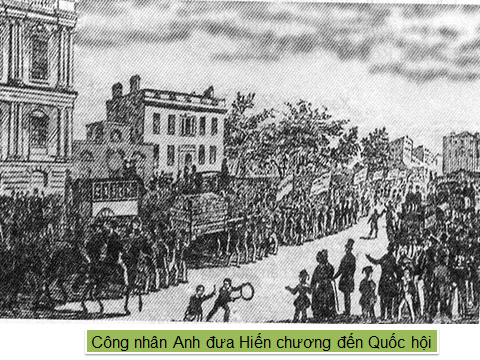 Công nhân Anh đưa Hiến chương đến Quốc hội